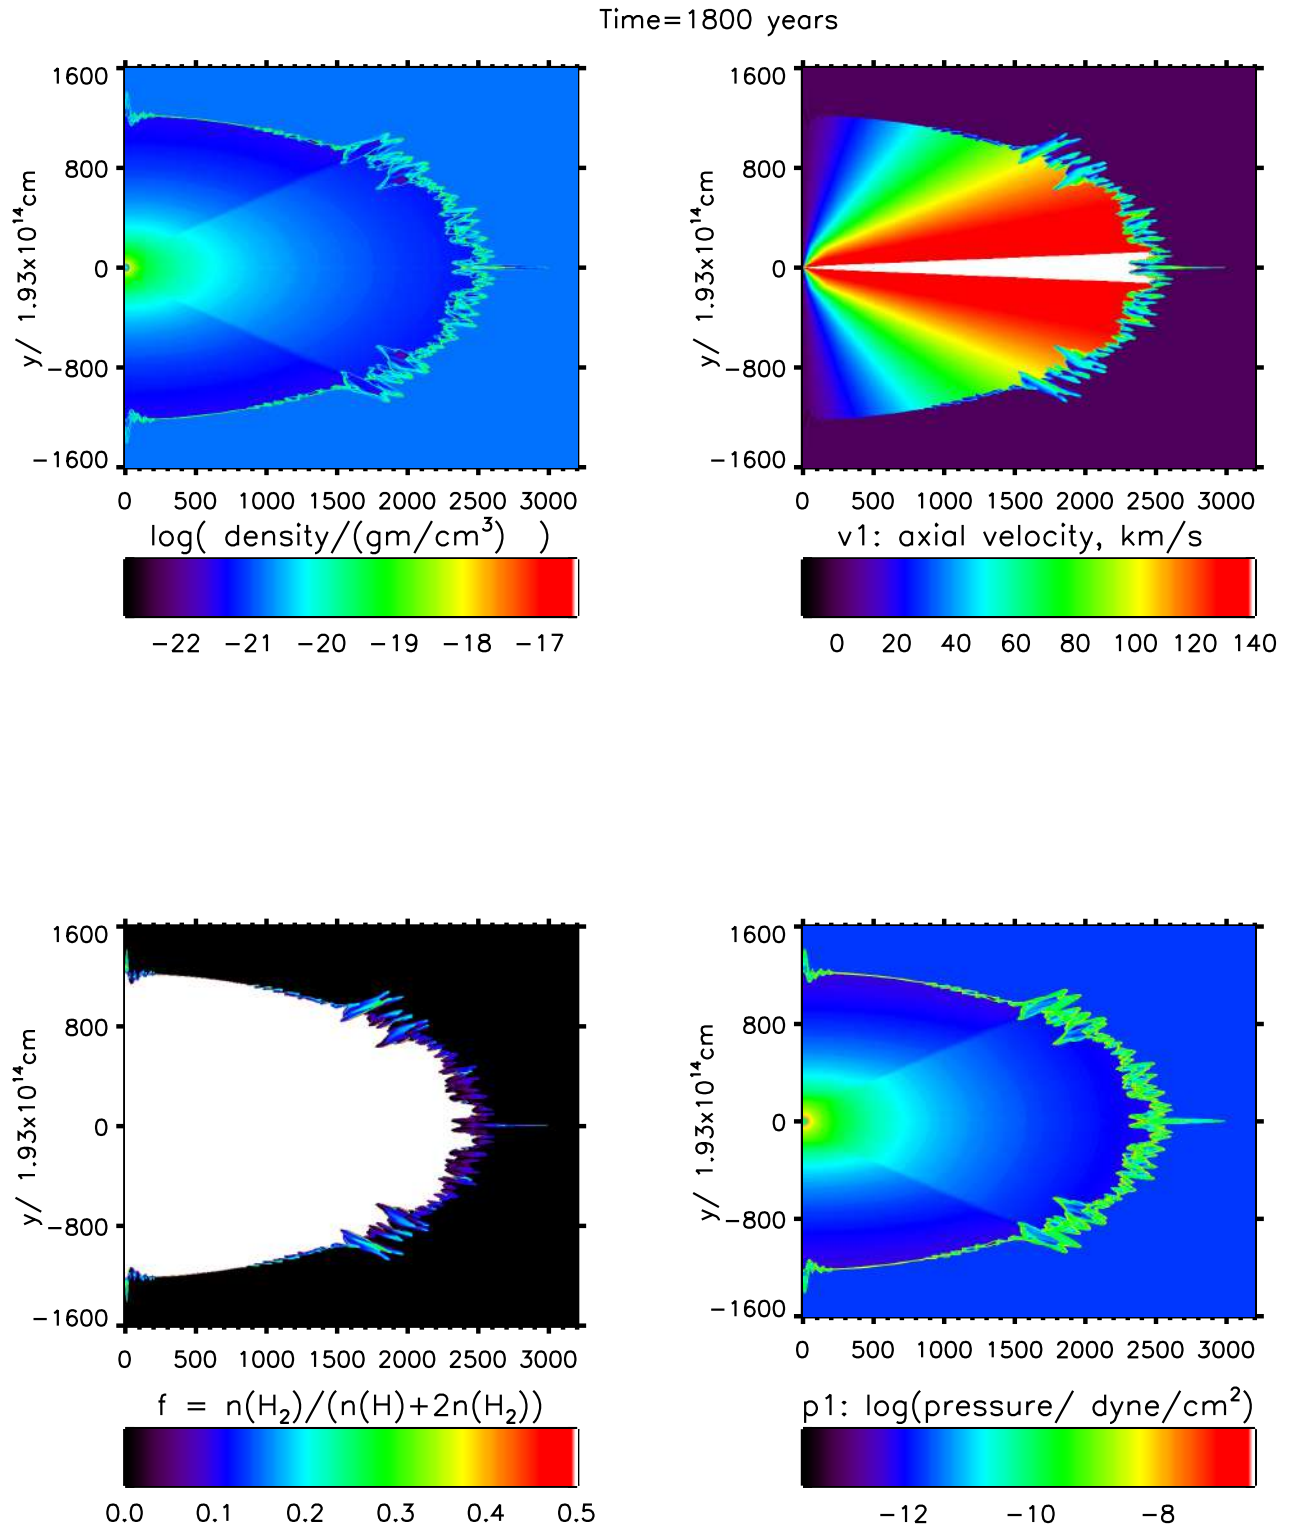 Time=1800 years
1600
800
0
−800
−1600
y/ 1.93x10¹⁴cm
0 500 1000 1500 2000 2500 3000
log( density/(gm/cm³) )
−22 −21 −20 −19 −18 −17
1600
800
0
−800
−1600
y/ 1.93x10¹⁴cm
0 500 1000 1500 2000 2500 3000
v1: axial velocity, km/s
0 20 40 60 80 100 120 140
1600
800
0
−800
−1600
y/ 1.93x10¹⁴cm
0 500 1000 1500 2000 2500 3000
f = n(H₂)/(n(H)+2n(H₂))
0.0 0.1 0.2 0.3 0.4 0.5
1600
800
0
−800
−1600
y/ 1.93x10¹⁴cm
0 500 1000 1500 2000 2500 3000
p1: log(pressure/ dyne/cm²)
−12 −10 −8